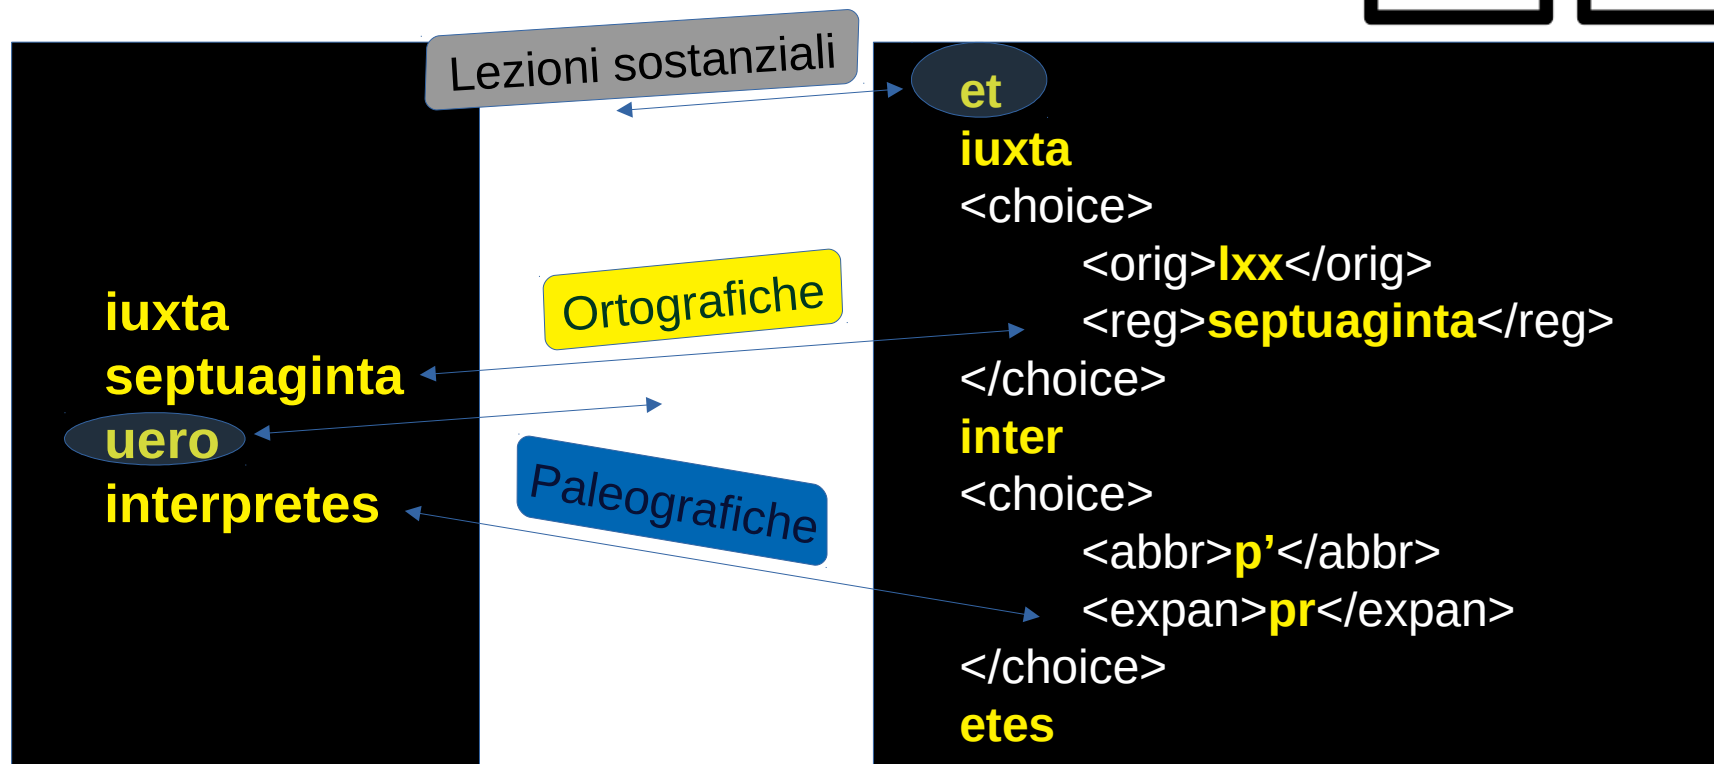 Lezioni sostanziali
iuxta
septuaginta
uero
interpretes
Ortografiche
Paleografiche
et
iuxta
<choice>
<orig>lxx</orig>
<reg>septuaginta</reg>
</choice>
inter
<choice>
<abbr>p’</abbr>
<expan>pr</expan>
</choice>
etes